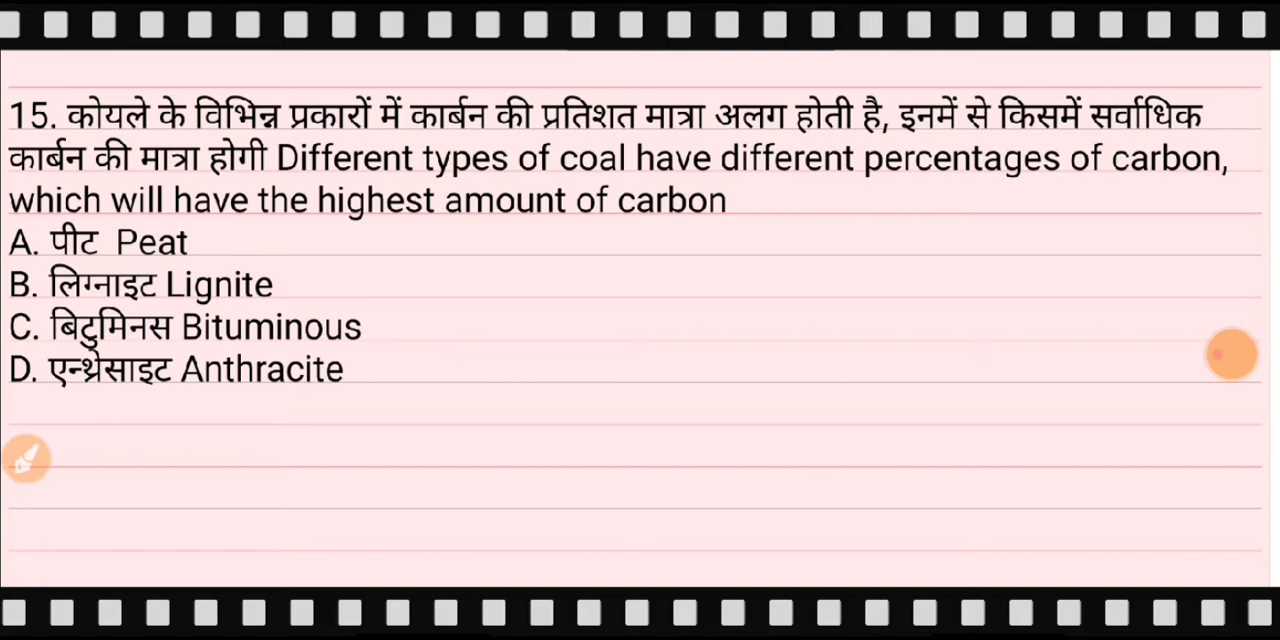 15. कोयले के विभिन्न प्रकारों में कार्बन की प्रतिशत मात्रा अलग होती है, इनमें से किसमें सर्वाधिक
कार्बन की मात्रा होगी Different types of coal have different percentages of carbon,
which will have the highest amount of carbon
A. पीट Peat
B. लिग्नाइट Lignite
C. बिटुमिनस Bituminous
D. एन्थ्रेसाइट Anthracite